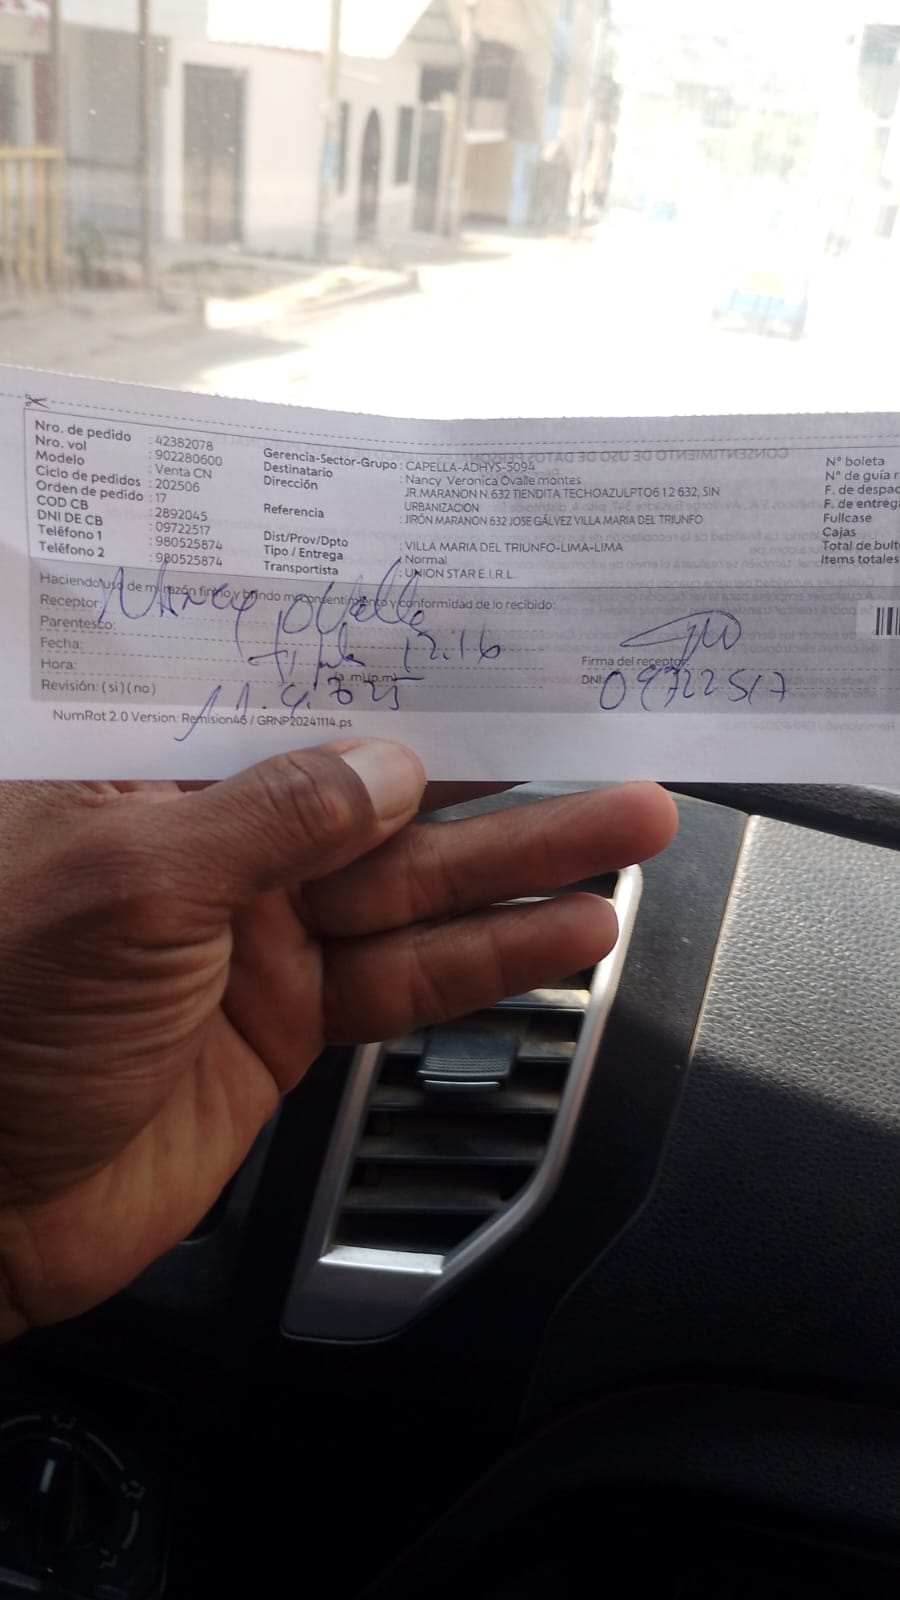 Nro. de pedido : 42382078
Nro. vol : 902280600
Modelo : Venta CN
Ciclo de pedidos : 202506
Orden de pedido : 17
COD CB : 2892045
DNI DE CB : 09722517
Teléfono 1 : 980525874
Teléfono 2 : 980525874
Gerencia-Sector-Grupo : CAPELLA-ADHYS-5094
Destinatario : Nancy Veronica Ovalle montes
Dirección : JR.MARANON N.632 TIENDITA TECHOAZULPTO6 1 2 632, SIN
URBANIZACION
Referencia : JIRÓN MARANON 632 JOSE GÁLVEZ VILLA MARIA DEL TRIUNFO
Dist/Prov/Dpto : VILLA MARIA DEL TRIUNFO-LIMA-LIMA
Tipo / Entrega : Normal
Transportista : UNION STAR E.I.R.L.
N° boleta
N° de guía r
F. de despac
F. de entreg
Fullcase
Cajas
Total de bult
Items totales
Haciendo uso de mi razón firmo y brindo mi consentimiento y conformidad de lo recibido:
Receptor: Nancy Ovalle
Parentesco:
Fecha: 12:16
Hora: (a.m.)(p.m)
Revisión: ( si ) ( no )
Firma del receptor:
DNI: 09722517
NumRot 2.0 Version: Remision46 / GRNP20241114.ps